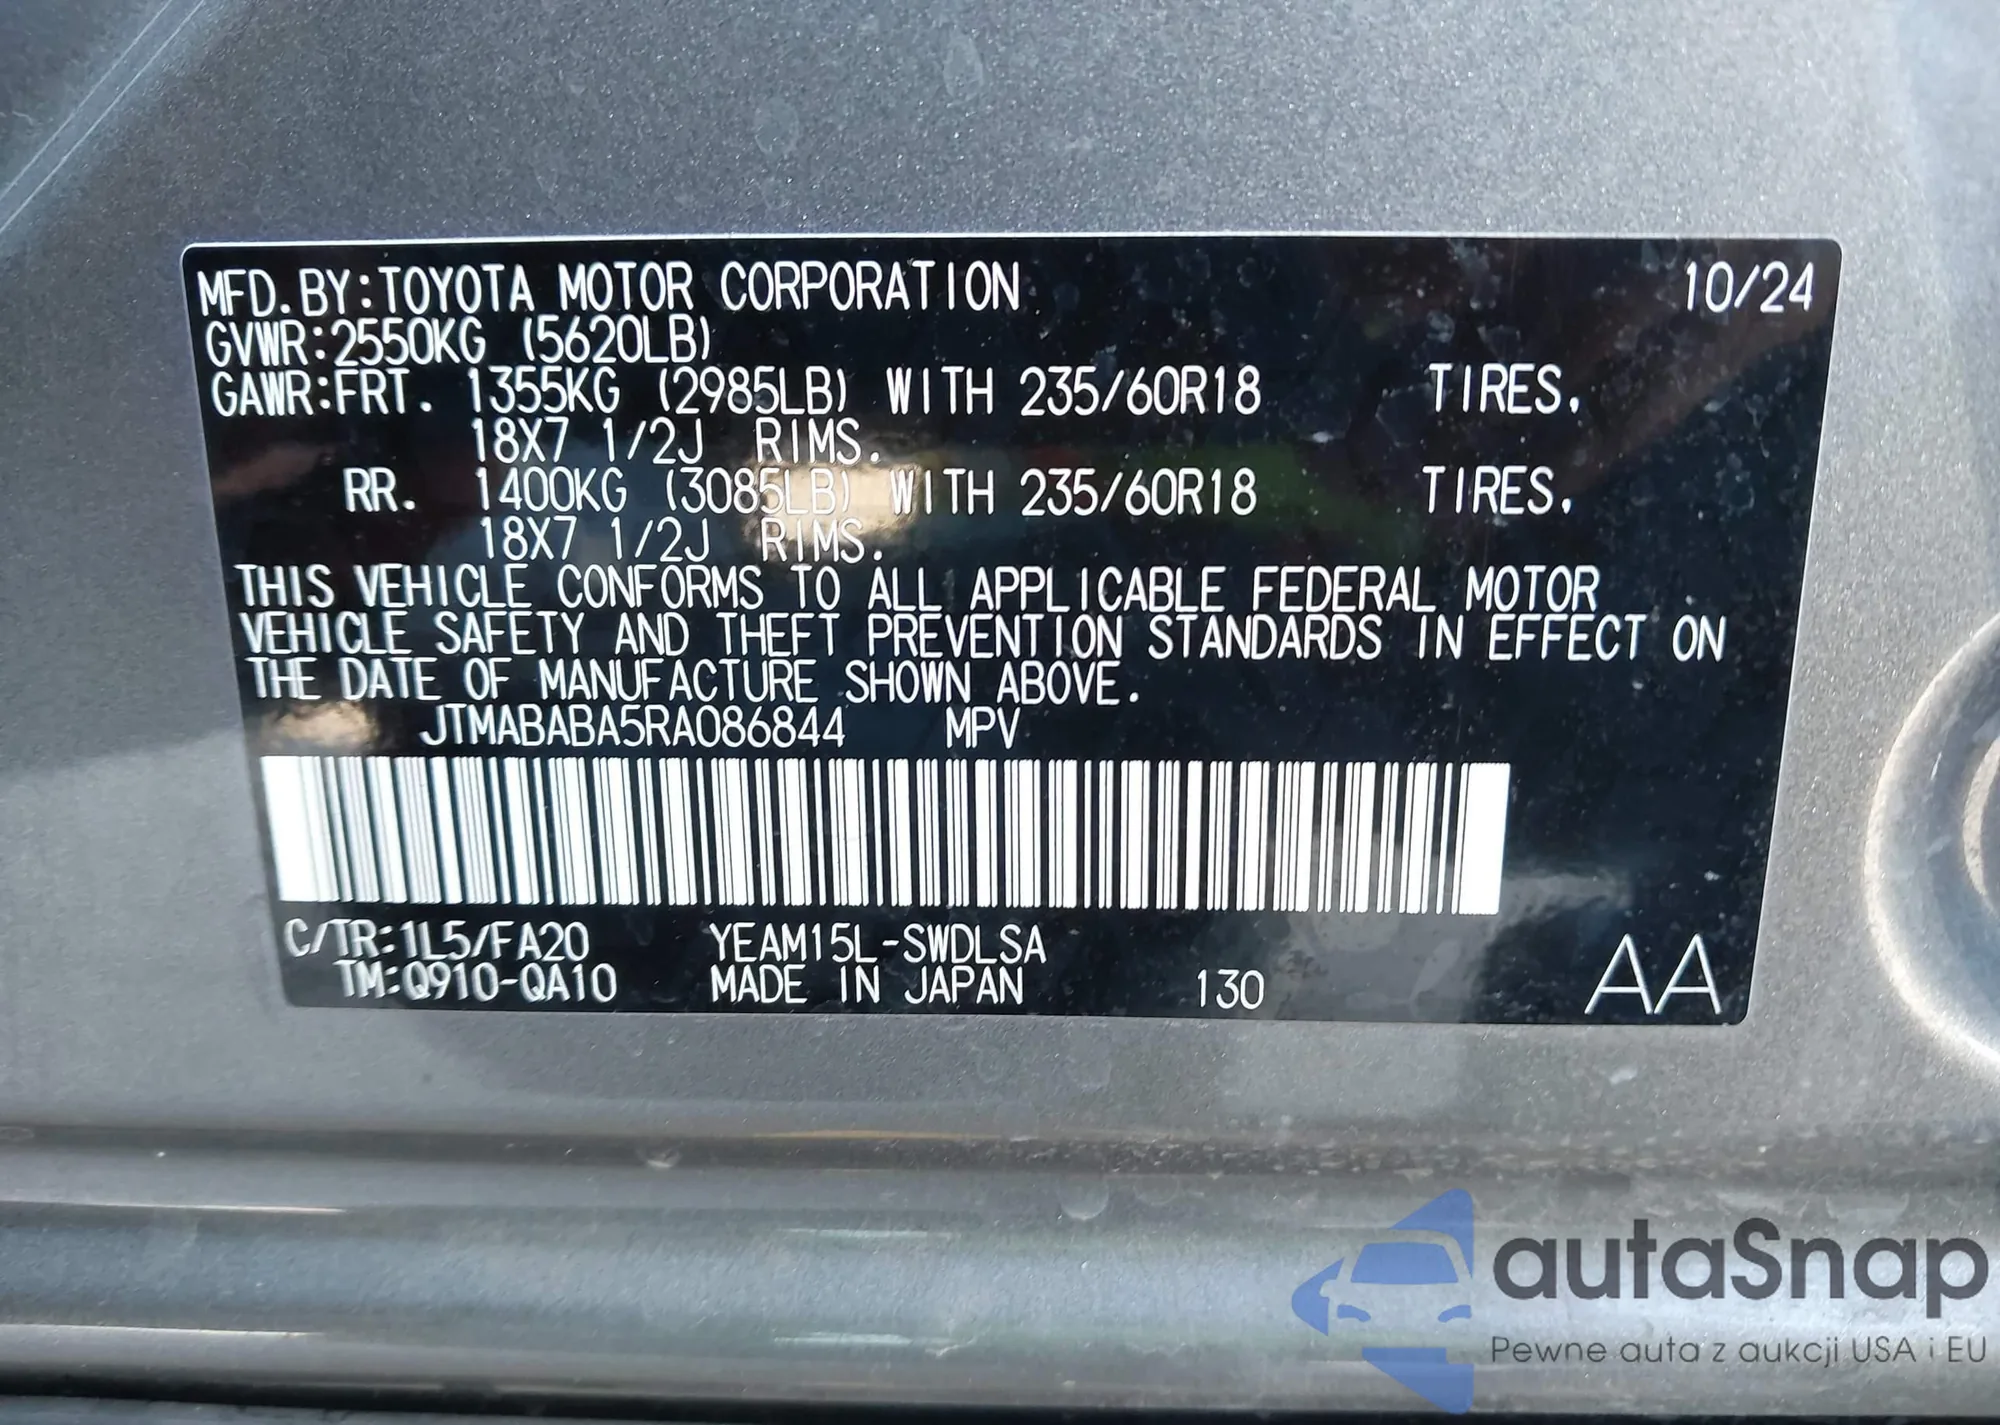 MFD. BY:TOYOTA MOTOR CORPORATION 10/24
GVWR:2550KG (5620LB)
GAWR:FRT. 1355KG (2985LB) WITH 235/60R18 TIRES,
18X7 1/2J RIMS.
RR. 1400KG (3085LB) WITH 235/60R18 TIRES,
18X7 1/2J RIMS.
THIS VEHICLE CONFORMS TO ALL APPLICABLE FEDERAL MOTOR
VEHICLE SAFETY AND THEFT PREVENTION STANDARDS IN EFFECT ON
THE DATE OF MANUFACTURE SHOWN ABOVE.
JTMABABA5RA086844 MPV
C/TR:1L5/FA20 YEAM15L-SWDLSA
TM:Q910-QA10 MADE IN JAPAN 130 AA
autaSnap
Pewne auta z aukcji USA i EU